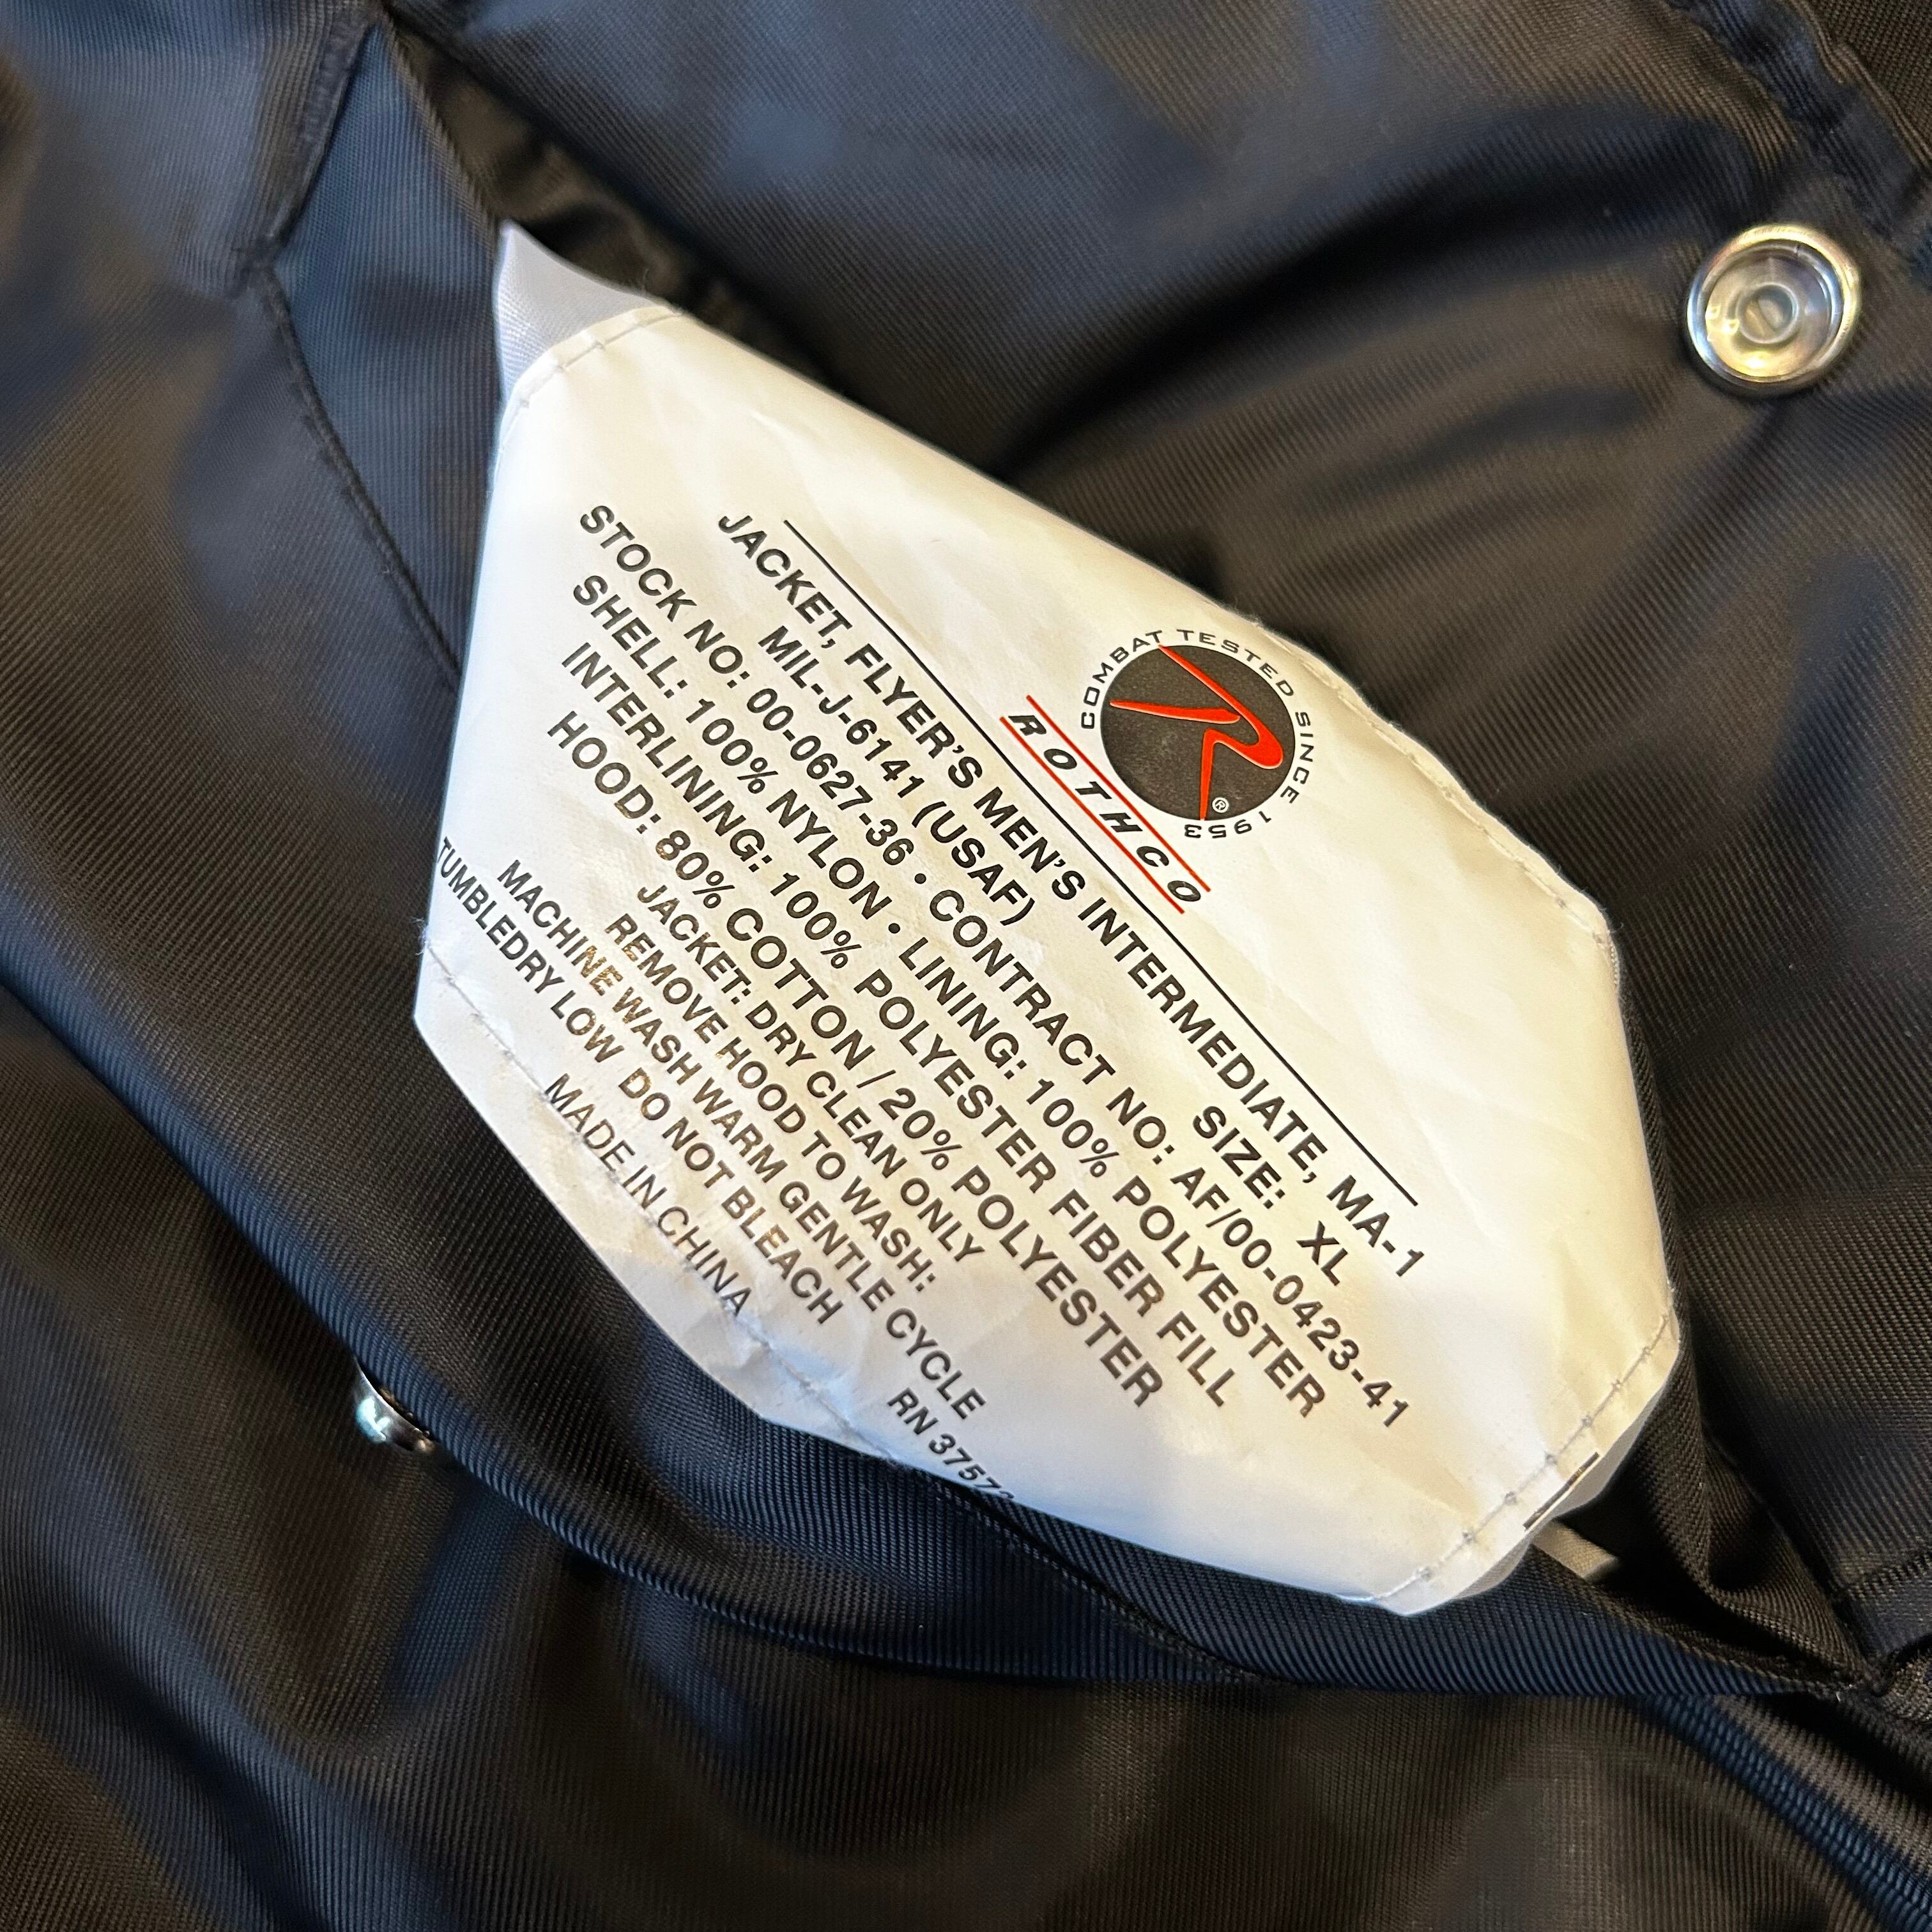 COMBAT TESTED SINCE 1953
R®
ROTHCO
JACKET, FLYER'S MEN'S INTERMEDIATE, MA-1
MIL-J-6141 (USAF) SIZE: XL
STOCK NO: 00-0627-36 • CONTRACT NO: AF/00-0423-41
SHELL: 100% NYLON • LINING: 100% POLYESTER
INTERLINING: 100% POLYESTER FIBER FILL
HOOD: 80% COTTON / 20% POLYESTER
JACKET: DRY CLEAN ONLY
REMOVE HOOD TO WASH:
MACHINE WASH WARM GENTLE CYCLE
TUMBLEDRY LOW DO NOT BLEACH
MADE IN CHINA RN